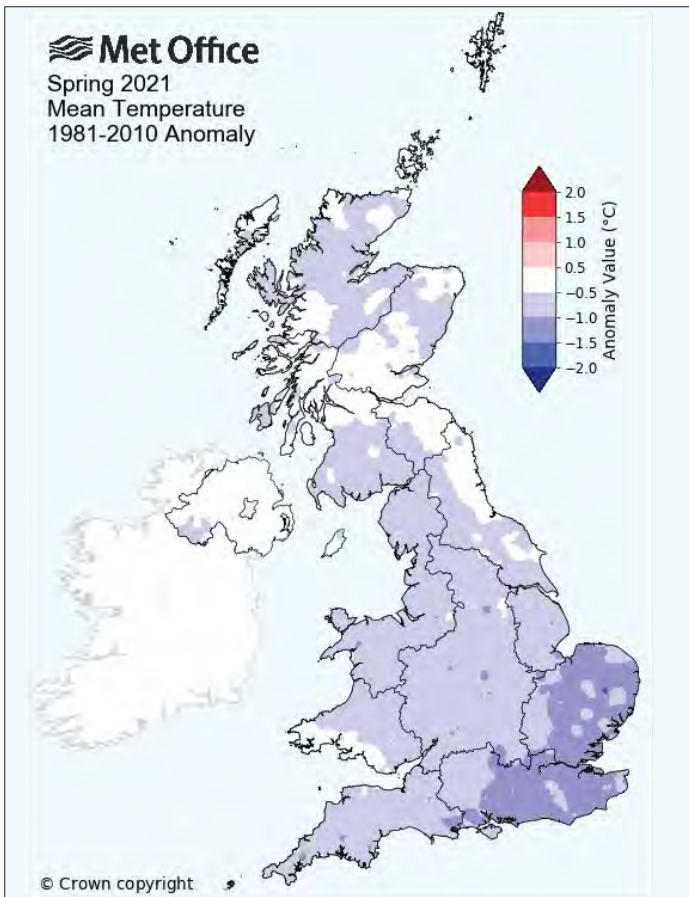 Met Office
Spring 2021
Mean Temperature
1981-2010 Anomaly
2.0
1.5
1.0
0.5
−0.5
−1.0
−1.5
−2.0
Anomaly Value (°C)
© Crown copyright